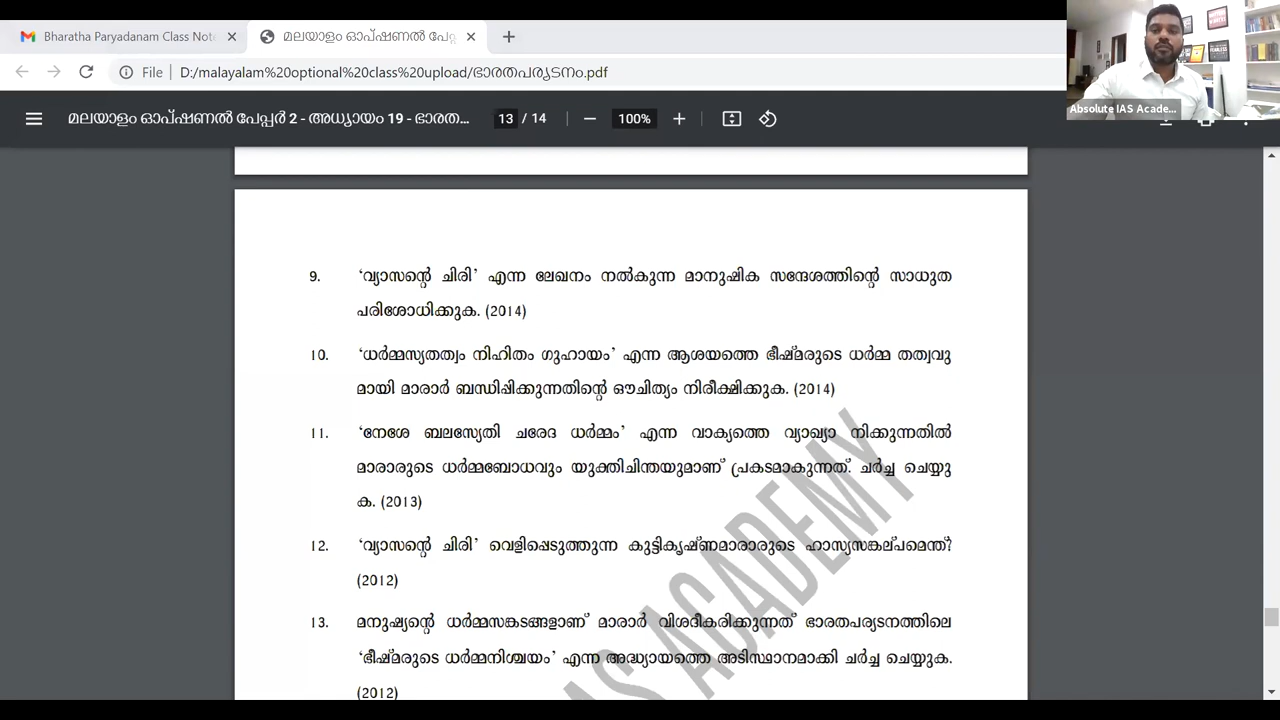 Bharatha Paryadanam Class Not
മലയാളം ഓപ്ഷണൽ പേപ്പ
File D:/malayalam%20optional%20class%20upload/ഭാരതപര്യടനം.pdf
Absolute IAS Acade...
മലയാളം ഓപ്ഷണൽ പേപ്പർ 2 - അധ്യായം 19 - ഭാരത... 13 / 14 100%
9. ‘വ്യാസന്റെ ചിരി’ എന്ന ലേഖനം നൽകുന്ന മാനുഷിക സന്ദേശത്തിന്റെ സാധുത
പരിശോധിക്കുക. (2014)
10. ‘ധർമ്മസ്യതത്വം നിഹിതം ഗുഹായം’ എന്ന ആശയത്തെ ഭീഷ്മരുടെ ധർമ്മ തത്വവു
മായി മാരാർ ബന്ധിപ്പിക്കുന്നതിന്റെ ഔചിത്യം നിരീക്ഷിക്കുക. (2014)
11. ‘നേശേ ബലസ്യേതി ചരേദ ധർമ്മം’ എന്ന വാക്യത്തെ വ്യാഖ്യാ നിക്കുന്നതിൽ
മാരാരുടെ ധർമ്മബോധവും യുക്തിചിന്തയുമാണ് പ്രകടമാകുന്നത്. ചർച്ച ചെയ്യു
ക. (2013)
12. ‘വ്യാസന്റെ ചിരി’ വെളിപ്പെടുത്തുന്ന കുട്ടികൃഷ്ണമാരാരുടെ ഹാസ്യസങ്കല്പമെന്ത്?
(2012)
13. മനുഷ്യന്റെ ധർമ്മസങ്കടങ്ങളാണ് മാരാർ വിശദീകരിക്കുന്നത് ഭാരതപര്യടനത്തിലെ
‘ഭീഷ്മരുടെ ധർമ്മനിശ്ചയം’ എന്ന അദ്ധ്യായത്തെ അടിസ്ഥാനമാക്കി ചർച്ച ചെയ്യുക.
(2012)
AS ACADEMY